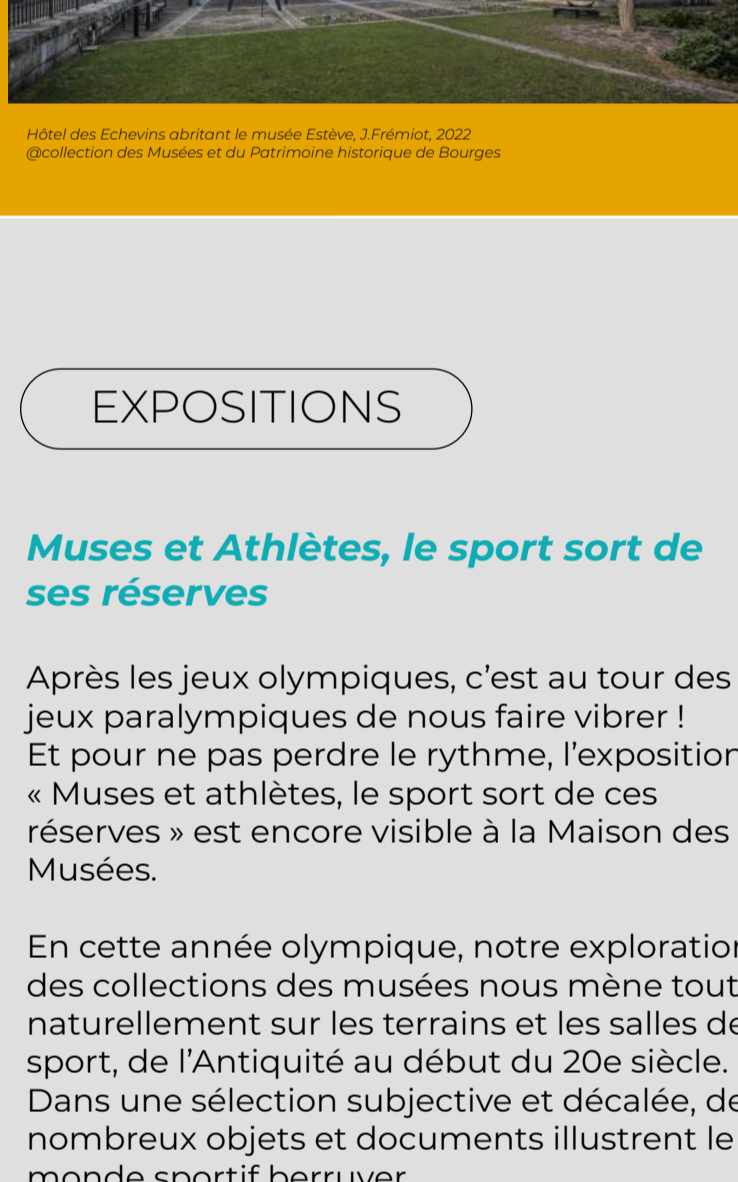 Hôtel des Echevins abritant le musée Estève, J.Frémiot, 2022
@collection des Musées et du Patrimoine historique de Bourges
EXPOSITIONS
Muses et Athlètes, le sport sort de
ses réserves
Après les jeux olympiques, c’est au tour des
jeux paralympiques de nous faire vibrer !
Et pour ne pas perdre le rythme, l’exposition
« Muses et athlètes, le sport sort de ces
réserves » est encore visible à la Maison des
Musées.
En cette année olympique, notre exploration
des collections des musées nous mène tout
naturellement sur les terrains et les salles de
sport, de l’Antiquité au début du 20e siècle.
Dans une sélection subjective et décalée, de
nombreux objets et documents illustrent le
monde sportif berruyer